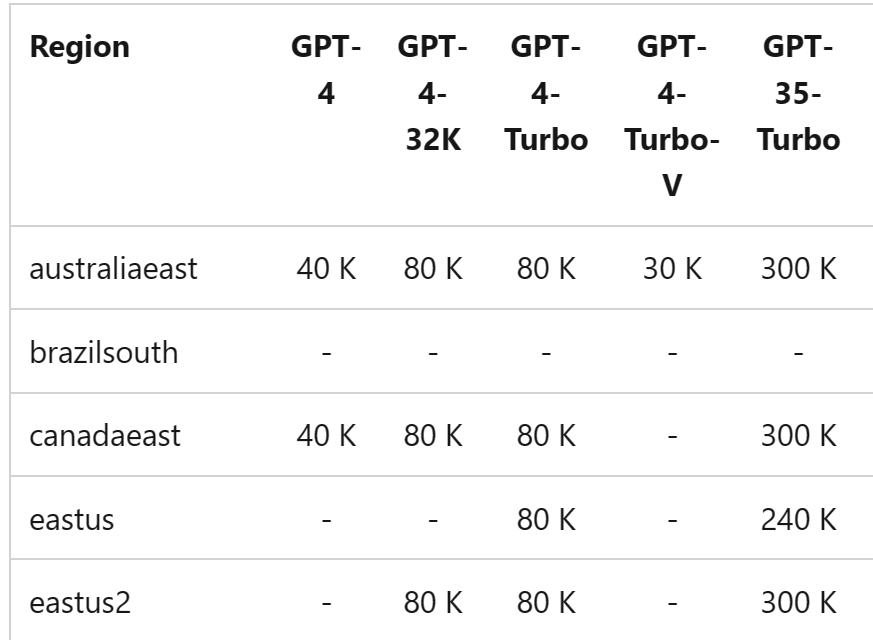 Region GPT-4 GPT-4-32K GPT-4-Turbo GPT-4-Turbo-V GPT-35-Turbo
australiaeast 40 K 80 K 80 K 30 K 300 K
brazilsouth - - - - -
canadaeast 40 K 80 K 80 K - 300 K
eastus - - 80 K - 240 K
eastus2 - 80 K 80 K - 300 K